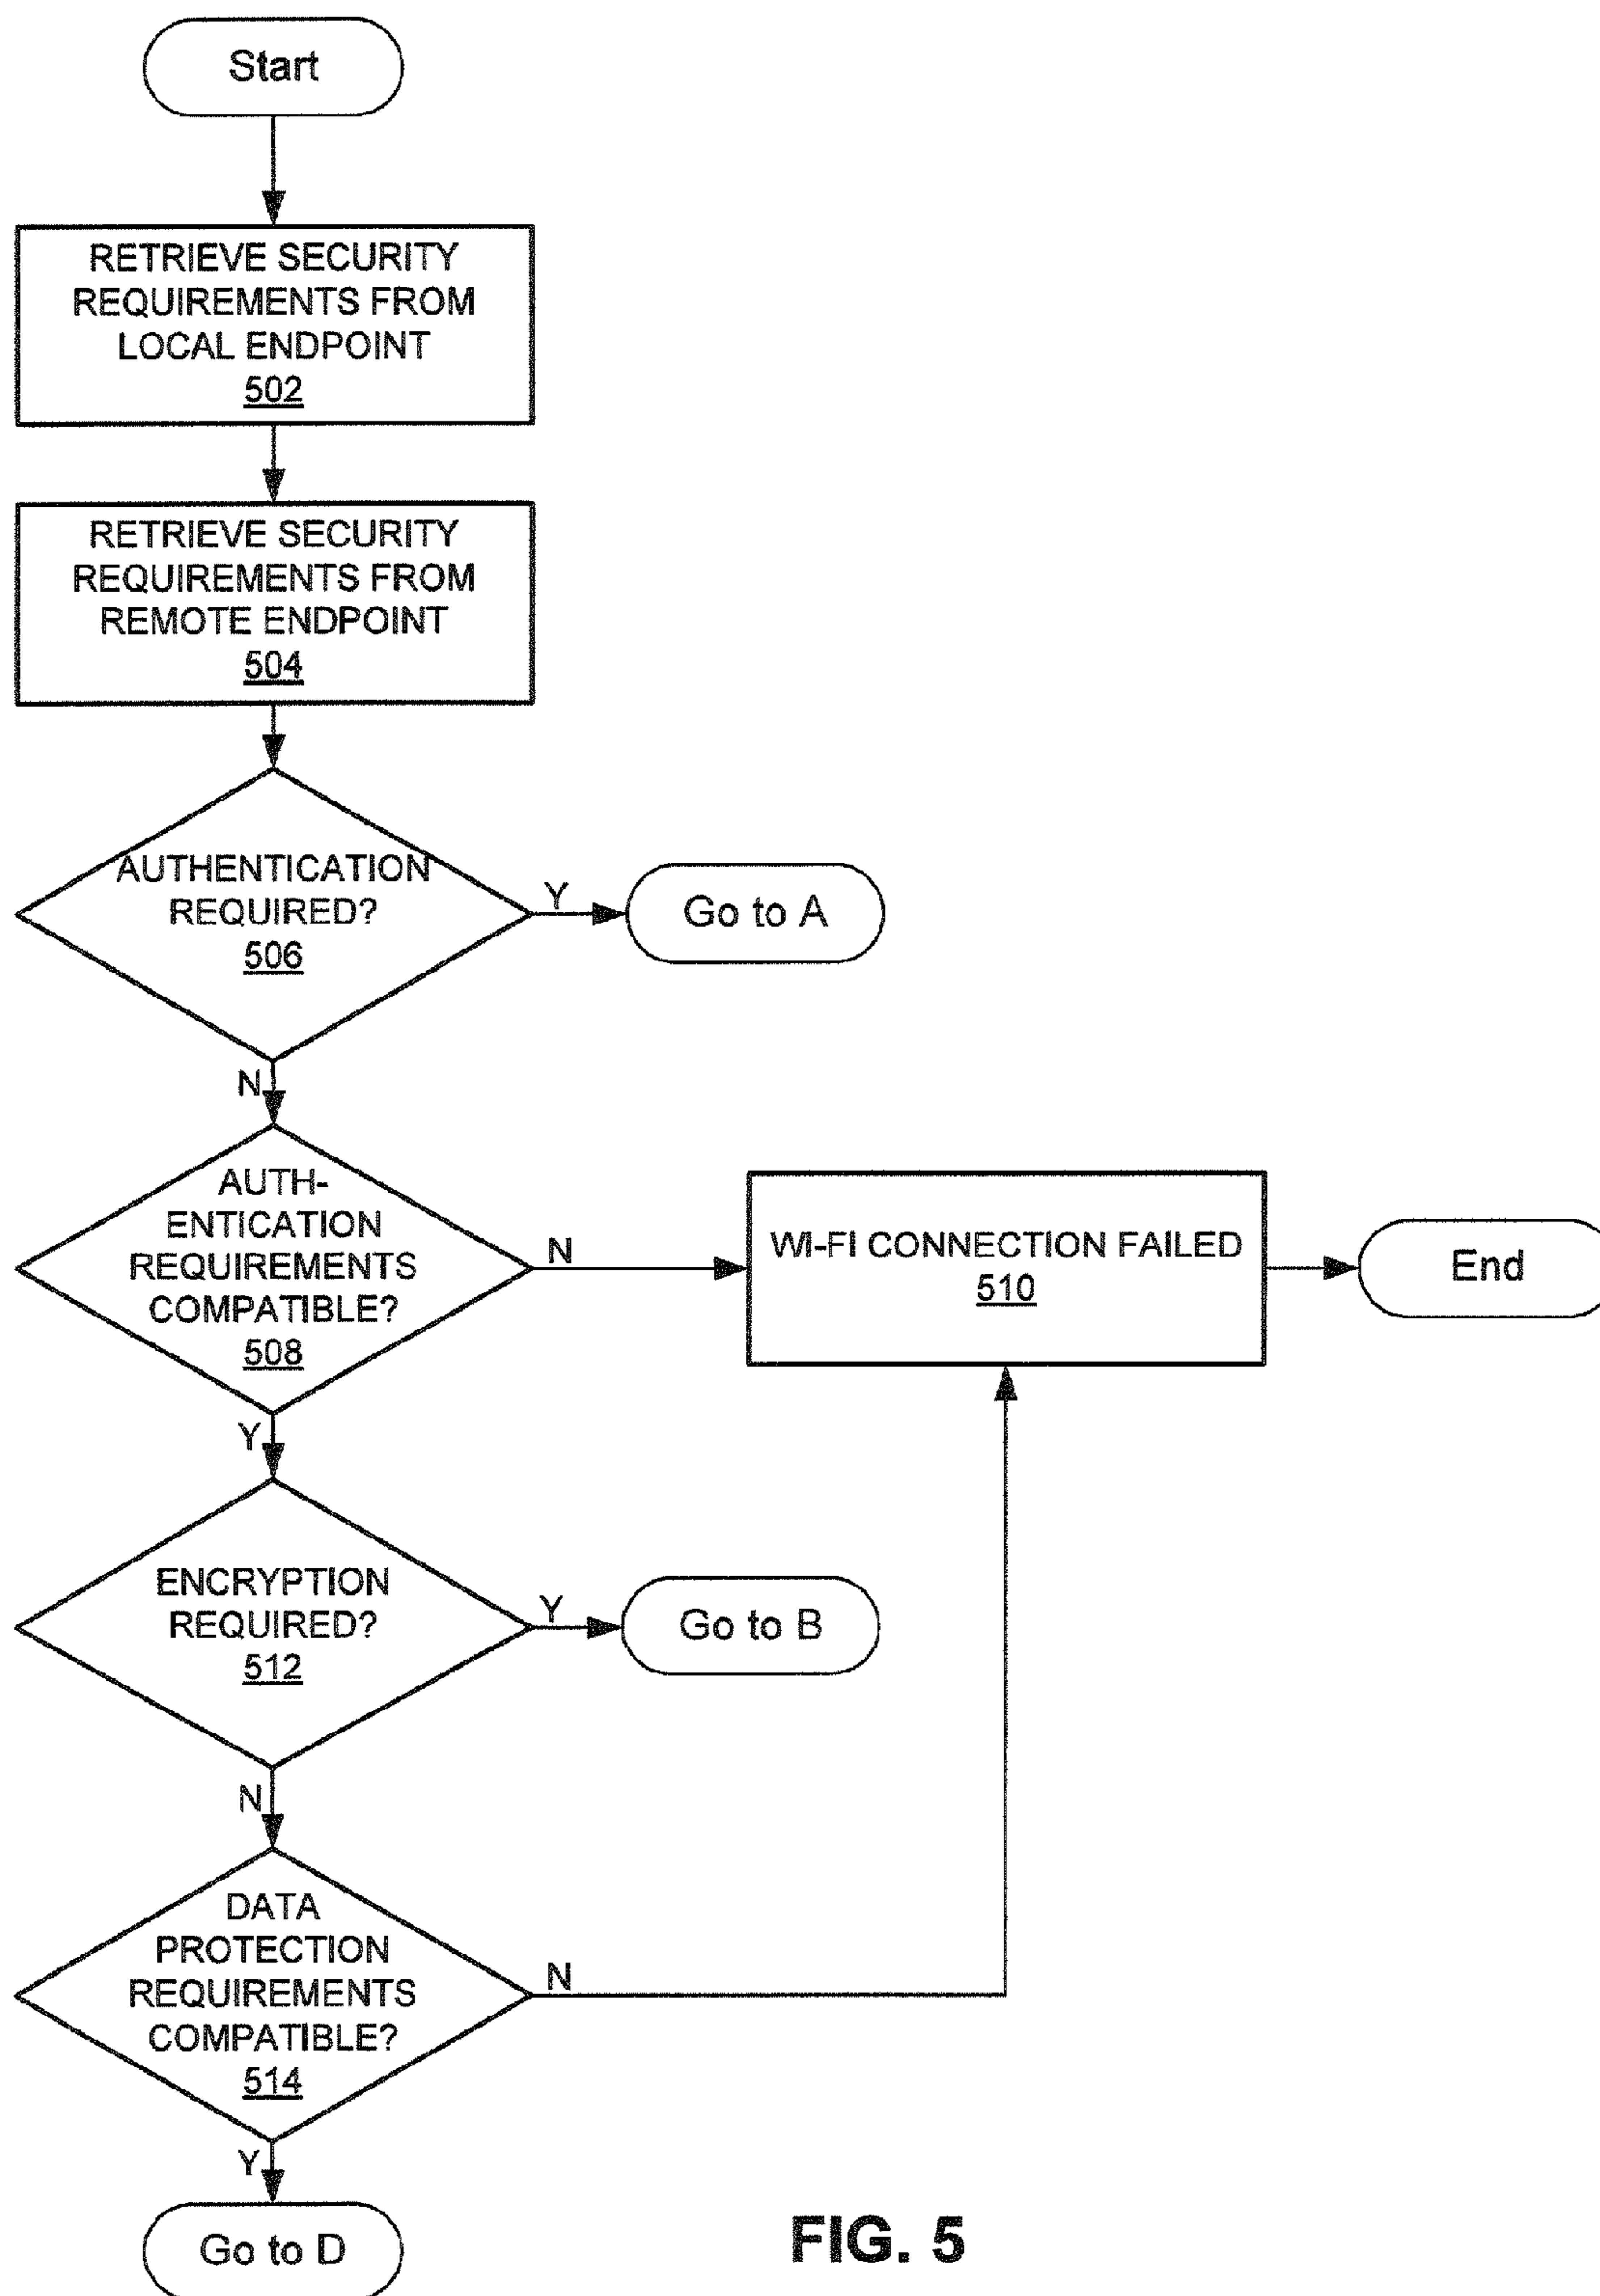 Start
RETRIEVE SECURITY
REQUIREMENTS FROM
LOCAL ENDPOINT
502
RETRIEVE SECURITY
REQUIREMENTS FROM
REMOTE ENDPOINT
504
AUTHENTICATION
REQUIRED?
506
Y
Go to A
N
AUTH-
ENTICATION
REQUIREMENTS
COMPATIBLE?
508
N
WI-FI CONNECTION FAILED
510
End
Y
ENCRYPTION
REQUIRED?
512
Y
Go to B
N
DATA
PROTECTION
REQUIREMENTS
COMPATIBLE?
514
N
Y
Go to D
FIG. 5